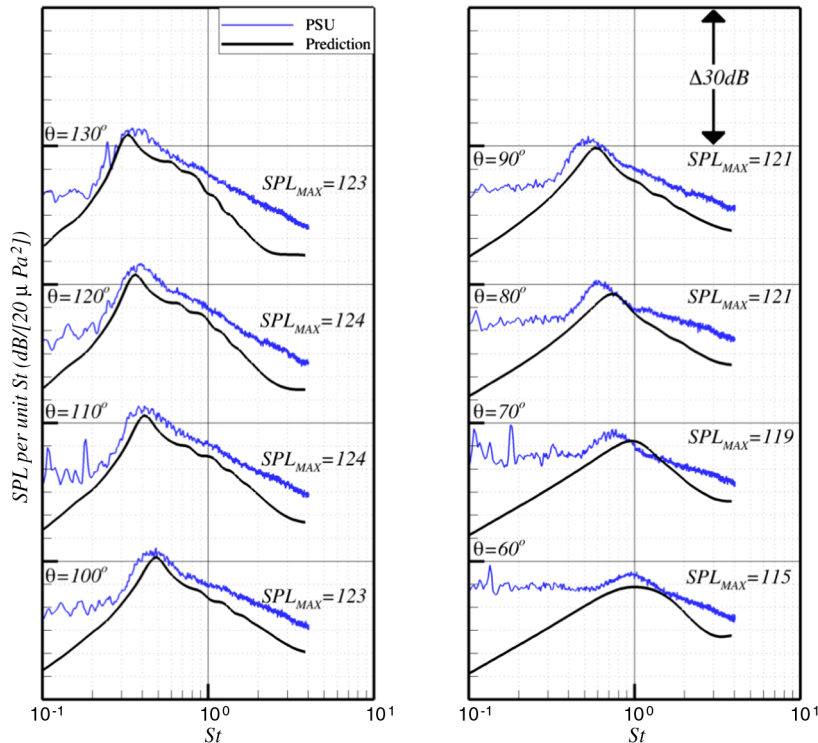 PSU
Prediction
θ=130°
SPL_MAX=123
θ=120°
SPL_MAX=124
θ=110°
SPL_MAX=124
θ=100°
SPL_MAX=123
SPL per unit St (dB/[20 μ Pa²])
10⁻¹ 10⁰ 10¹
St
Δ30dB
θ=90°
SPL_MAX=121
θ=80°
SPL_MAX=121
θ=70°
SPL_MAX=119
θ=60°
SPL_MAX=115
10⁻¹ 10⁰ 10¹
St